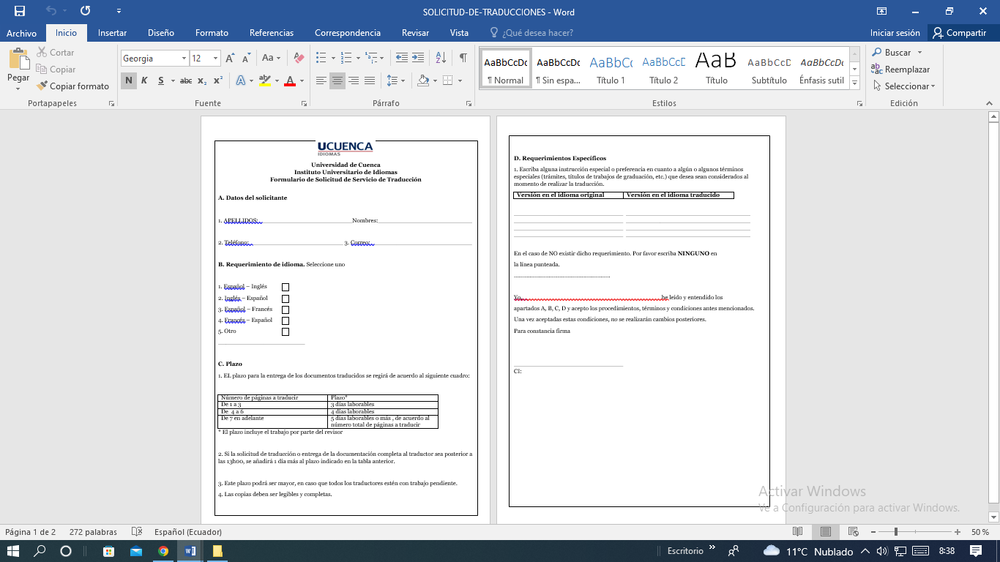 SOLICITUD-DE-TRADUCCIONES - Word
Archivo Inicio Insertar Diseño Formato Referencias Correspondencia Revisar Vista ¿Qué desea hacer? Iniciar sesión Compartir
Pegar
Cortar
Copiar
Copiar formato
Portapapeles
Georgia 12
N K S abc x₂ x²
Fuente
Párrafo
AaBbCcDc AaBbCcDc AaBbC( AaBbCcC AaB AaBbCcC AaBbCcDc
¶ Normal ¶ Sin espa... Título 1 Título 2 Título Subtítulo Énfasis sutil
Estilos
Buscar
Reemplazar
Seleccionar
Edición
UCUENCA
IDIOMAS
Universidad de Cuenca
Instituto Universitario de Idiomas
Formulario de Solicitud de Servicio de Traducción
A. Datos del solicitante
1. APELLIDOS: Nombres:
2. Teléfono: 3. Correo:
B. Requerimiento de idioma. Seleccione uno
1. Español – Inglés
2. Inglés – Español
3. Español – Francés
4. Francés – Español
5. Otro
C. Plazo
1. EL plazo para la entrega de los documentos traducidos se regirá de acuerdo al siguiente cuadro:
Número de páginas a traducir Plazo*
De 1 a 3 3 días laborables
De 4 a 6 4 días laborables
De 7 en adelante 5 días laborables o más , de acuerdo al
número total de páginas a traducir
* El plazo incluye el trabajo por parte del revisor
2. Si la solicitud de traducción o entrega de la documentación completa al traductor sea posterior a
las 13h00, se añadirá 1 día más al plazo indicado en la tabla anterior.
3. Este plazo podrá ser mayor, en caso que todos los traductores estén con trabajo pendiente.
4. Las copias deben ser legibles y completas.
D. Requerimientos Específicos
1. Escriba alguna instrucción especial o preferencia en cuanto a algún o algunos términos
especiales (trámites, títulos de trabajos de graduación, etc.) que desea sean considerados al
momento de realizar la traducción.
Versión en el idioma original Versión en el idioma traducido
En el caso de NO existir dicho requerimiento. Por favor escriba NINGUNO en
la línea punteada.
Yo, he leído y entendido los
apartados A, B, C, D y acepto los procedimientos, términos y condiciones antes mencionados.
Una vez aceptadas estas condiciones, no se realizarán cambios posteriores.
Para constancia firma
CI:
Activar Windows
Ve a Configuración para activar Windows.
Página 1 de 2 272 palabras Español (Ecuador) 50 %
Escritorio 11°C Nublado 8:38